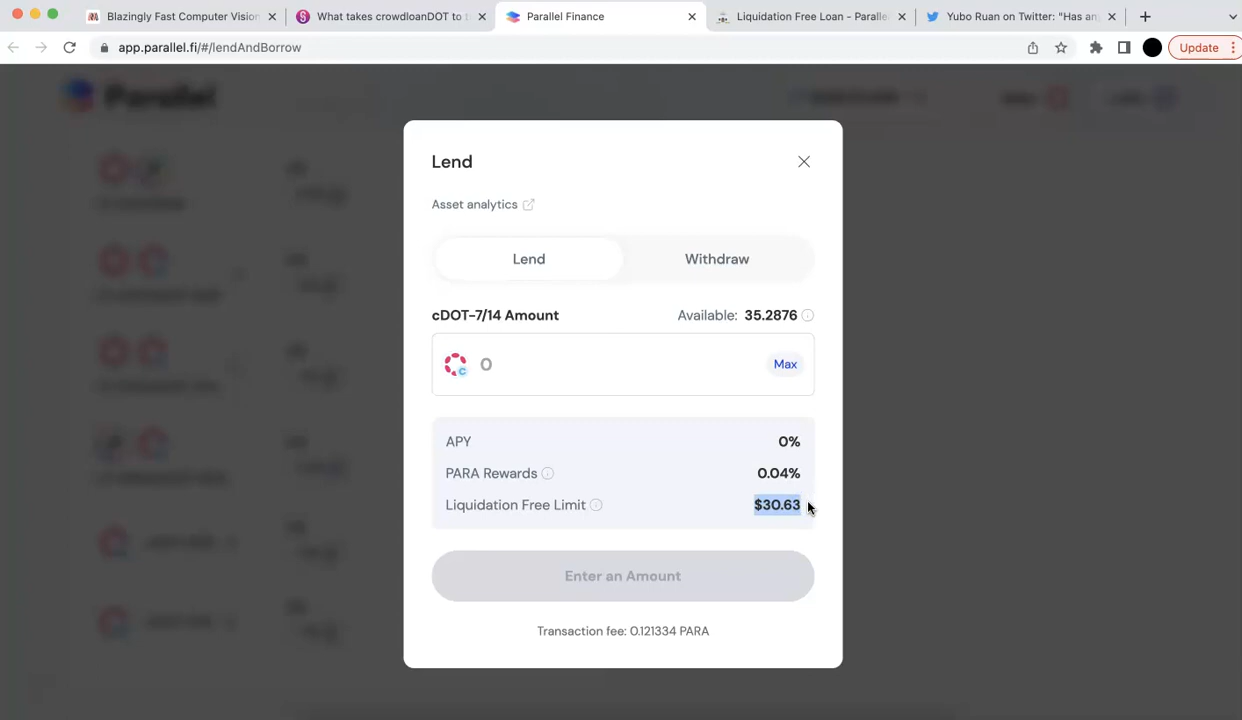 Blazingly Fast Computer Vision
What takes crowdloanDOT to t
Parallel Finance
Liquidation Free Loan - Paralle
Yubo Ruan on Twitter: "Has an
app.parallel.fi/#/lendAndBorrow
Update
Parallel
Lend
Asset analytics
Lend
Withdraw
cDOT-7/14 Amount
Available: 35.2876
0
Max
APY
0%
PARA Rewards
0.04%
Liquidation Free Limit
$30.63
Enter an Amount
Transaction fee: 0.121334 PARA